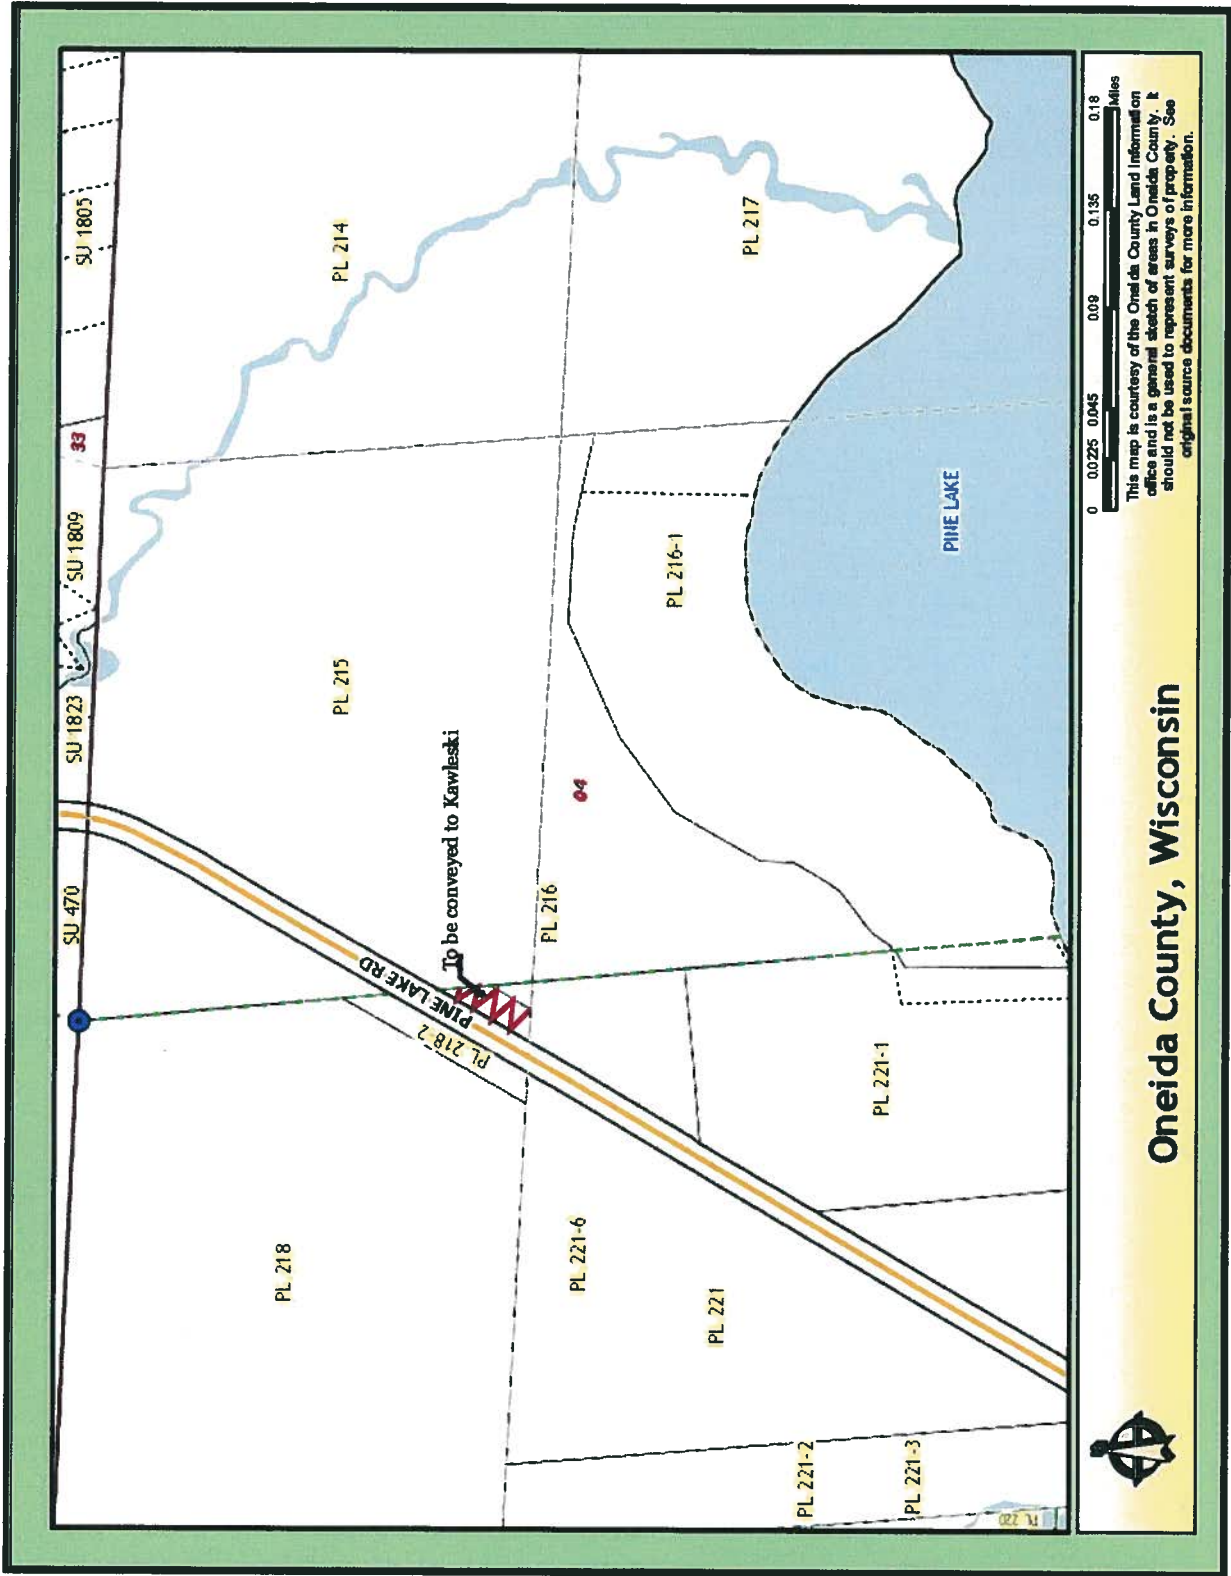 SU 470
SU 1823
SU 1809
33
SU 1805
PL 218
PL 215
PL 214
PINE LAKE RD
PL 218-2
To be conveyed to Kawleski
PL 216
04
PL 221-6
PL 216-1
PL 217
PL 221
PL 221-1
PL 221-2
PL 221-3
PL 220
PINE LAKE
Oneida County, Wisconsin
0 0.0225 0.045 0.09 0.135 0.18
Miles
This map is courtesy of the Oneida County Land Information
office and is a general sketch of areas in Oneida County. It
should not be used to represent surveys of property. See
original source documents for more information.